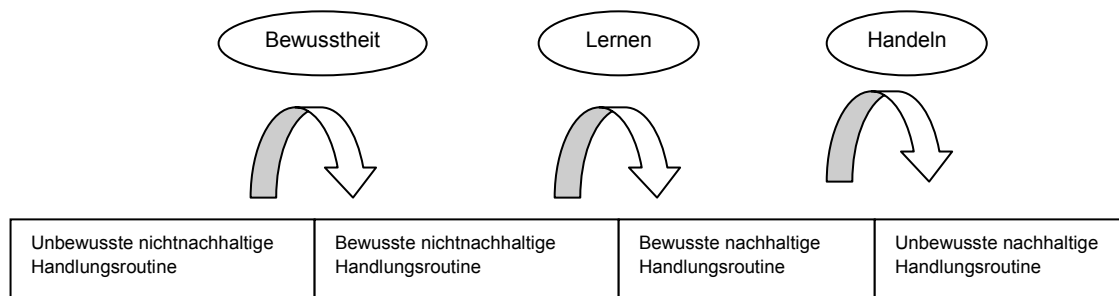 Bewusstheit
Lernen
Handeln
Unbewusste nichtnachhaltige
Handlungsroutine
Bewusste nichtnachhaltige
Handlungsroutine
Bewusste nachhaltige
Handlungsroutine
Unbewusste nachhaltige
Handlungsroutine